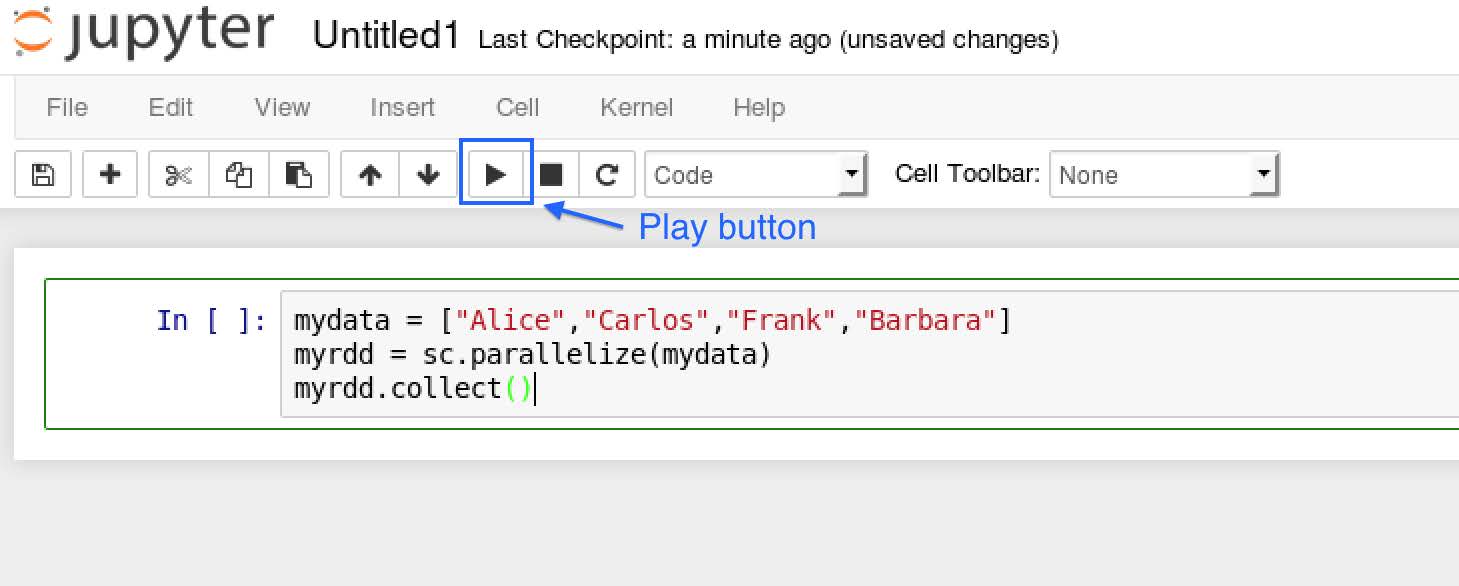 jupyter Untitled1 Last Checkpoint: a minute ago (unsaved changes)
File Edit View Insert Cell Kernel Help
Code Cell Toolbar: None
Play button
In [ ]: mydata = ["Alice","Carlos","Frank","Barbara"]
myrdd = sc.parallelize(mydata)
myrdd.collect()